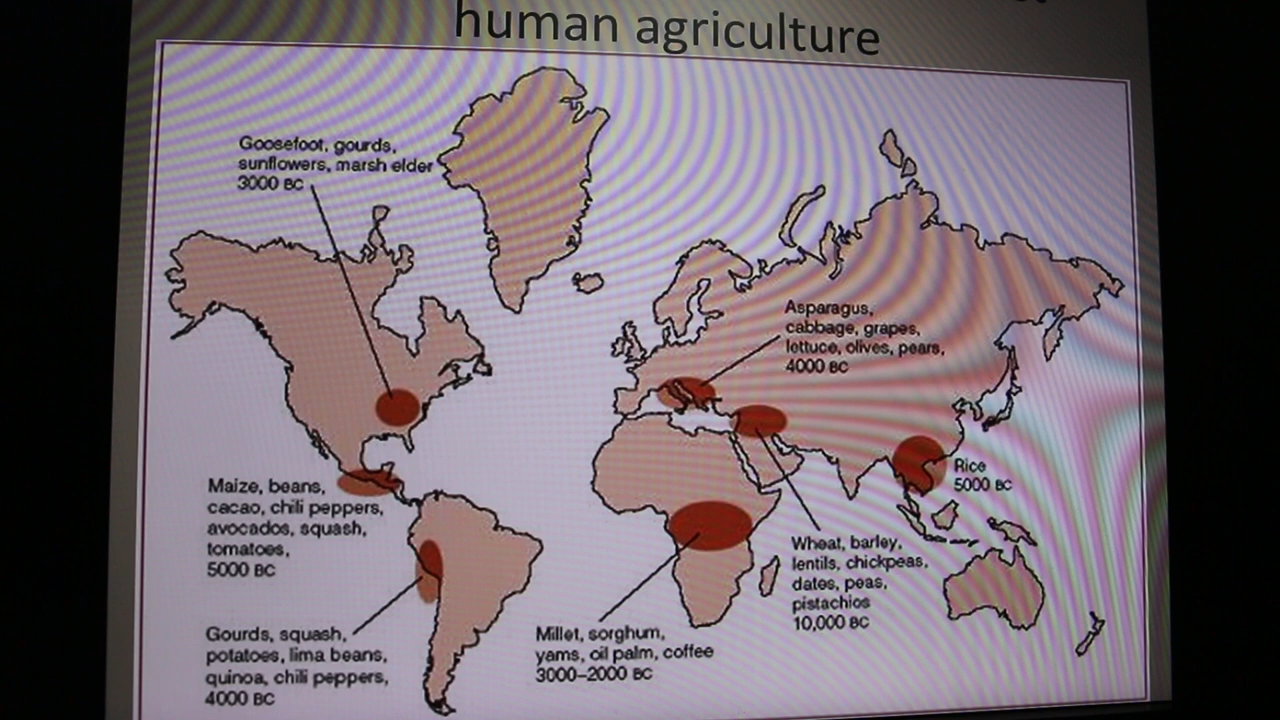 human agriculture
Goosefoot, gourds,
sunflowers, marsh elder
3000 BC
Asparagus,
cabbage, grapes,
lettuce, olives, pears,
4000 BC
Rice
5000 BC
Maize, beans,
cacao, chili peppers,
avocados, squash,
tomatoes,
5000 BC
Wheat, barley,
lentils, chickpeas,
dates, peas,
pistachios
10,000 BC
Gourds, squash,
potatoes, lima beans,
quinoa, chili peppers,
4000 BC
Millet, sorghum,
yams, oil palm, coffee
3000–2000 BC